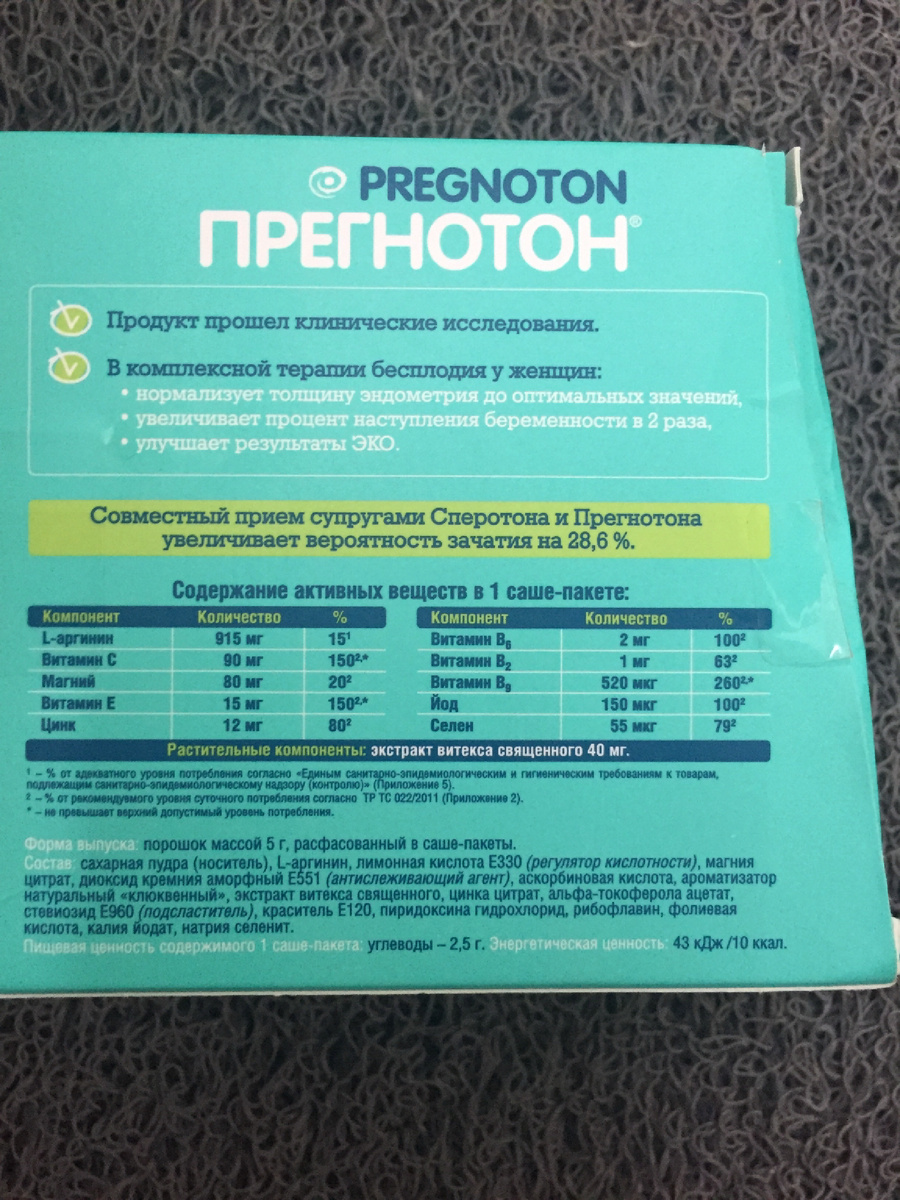 PREGNOTON
ПРЕГНОТОН®
Продукт прошел клинические исследования.
В комплексной терапии бесплодия у женщин:
• нормализует толщину эндометрия до оптимальных значений,
• увеличивает процент наступления беременности в 2 раза,
• улучшает результаты ЭКО.
Совместный прием супругами Сперотона и Прегнотона
увеличивает вероятность зачатия на 28,6 %.
Содержание активных веществ в 1 саше-пакете:
Компонент Количество %
L-аргинин 915 мг 15¹
Витамин С 90 мг 150²,*
Магний 80 мг 20²
Витамин Е 15 мг 150²,*
Цинк 12 мг 80²
Компонент Количество %
Витамин В₆ 2 мг 100²
Витамин В₂ 1 мг 63²
Витамин В₉ 520 мкг 260²,*
Йод 150 мкг 100²
Селен 55 мкг 79²
Растительные компоненты: экстракт витекса священного 40 мг.
¹ – % от адекватного уровня потребления согласно «Единым санитарно-эпидемиологическим и гигиеническим требованиям к товарам,
подлежащим санитарно-эпидемиологическому надзору (контролю)» (Приложение 5).
² – % от рекомендуемого уровня суточного потребления согласно ТР ТС 022/2011 (Приложение 2).
* – не превышает верхний допустимый уровень потребления.
Форма выпуска: порошок массой 5 г, расфасованный в саше-пакеты.
Состав: сахарная пудра (носитель), L-аргинин, лимонная кислота Е330 (регулятор кислотности), магния
цитрат, диоксид кремния аморфный Е551 (антислеживающий агент), аскорбиновая кислота, ароматизатор
натуральный «клюквенный», экстракт витекса священного, цинка цитрат, альфа-токоферола ацетат,
стевиозид Е960 (подсластитель), краситель Е120, пиридоксина гидрохлорид, рибофлавин, фолиевая
кислота, калия йодат, натрия селенит.
Пищевая ценность содержимого 1 саше-пакета: углеводы – 2,5 г. Энергетическая ценность: 43 кДж /10 ккал.